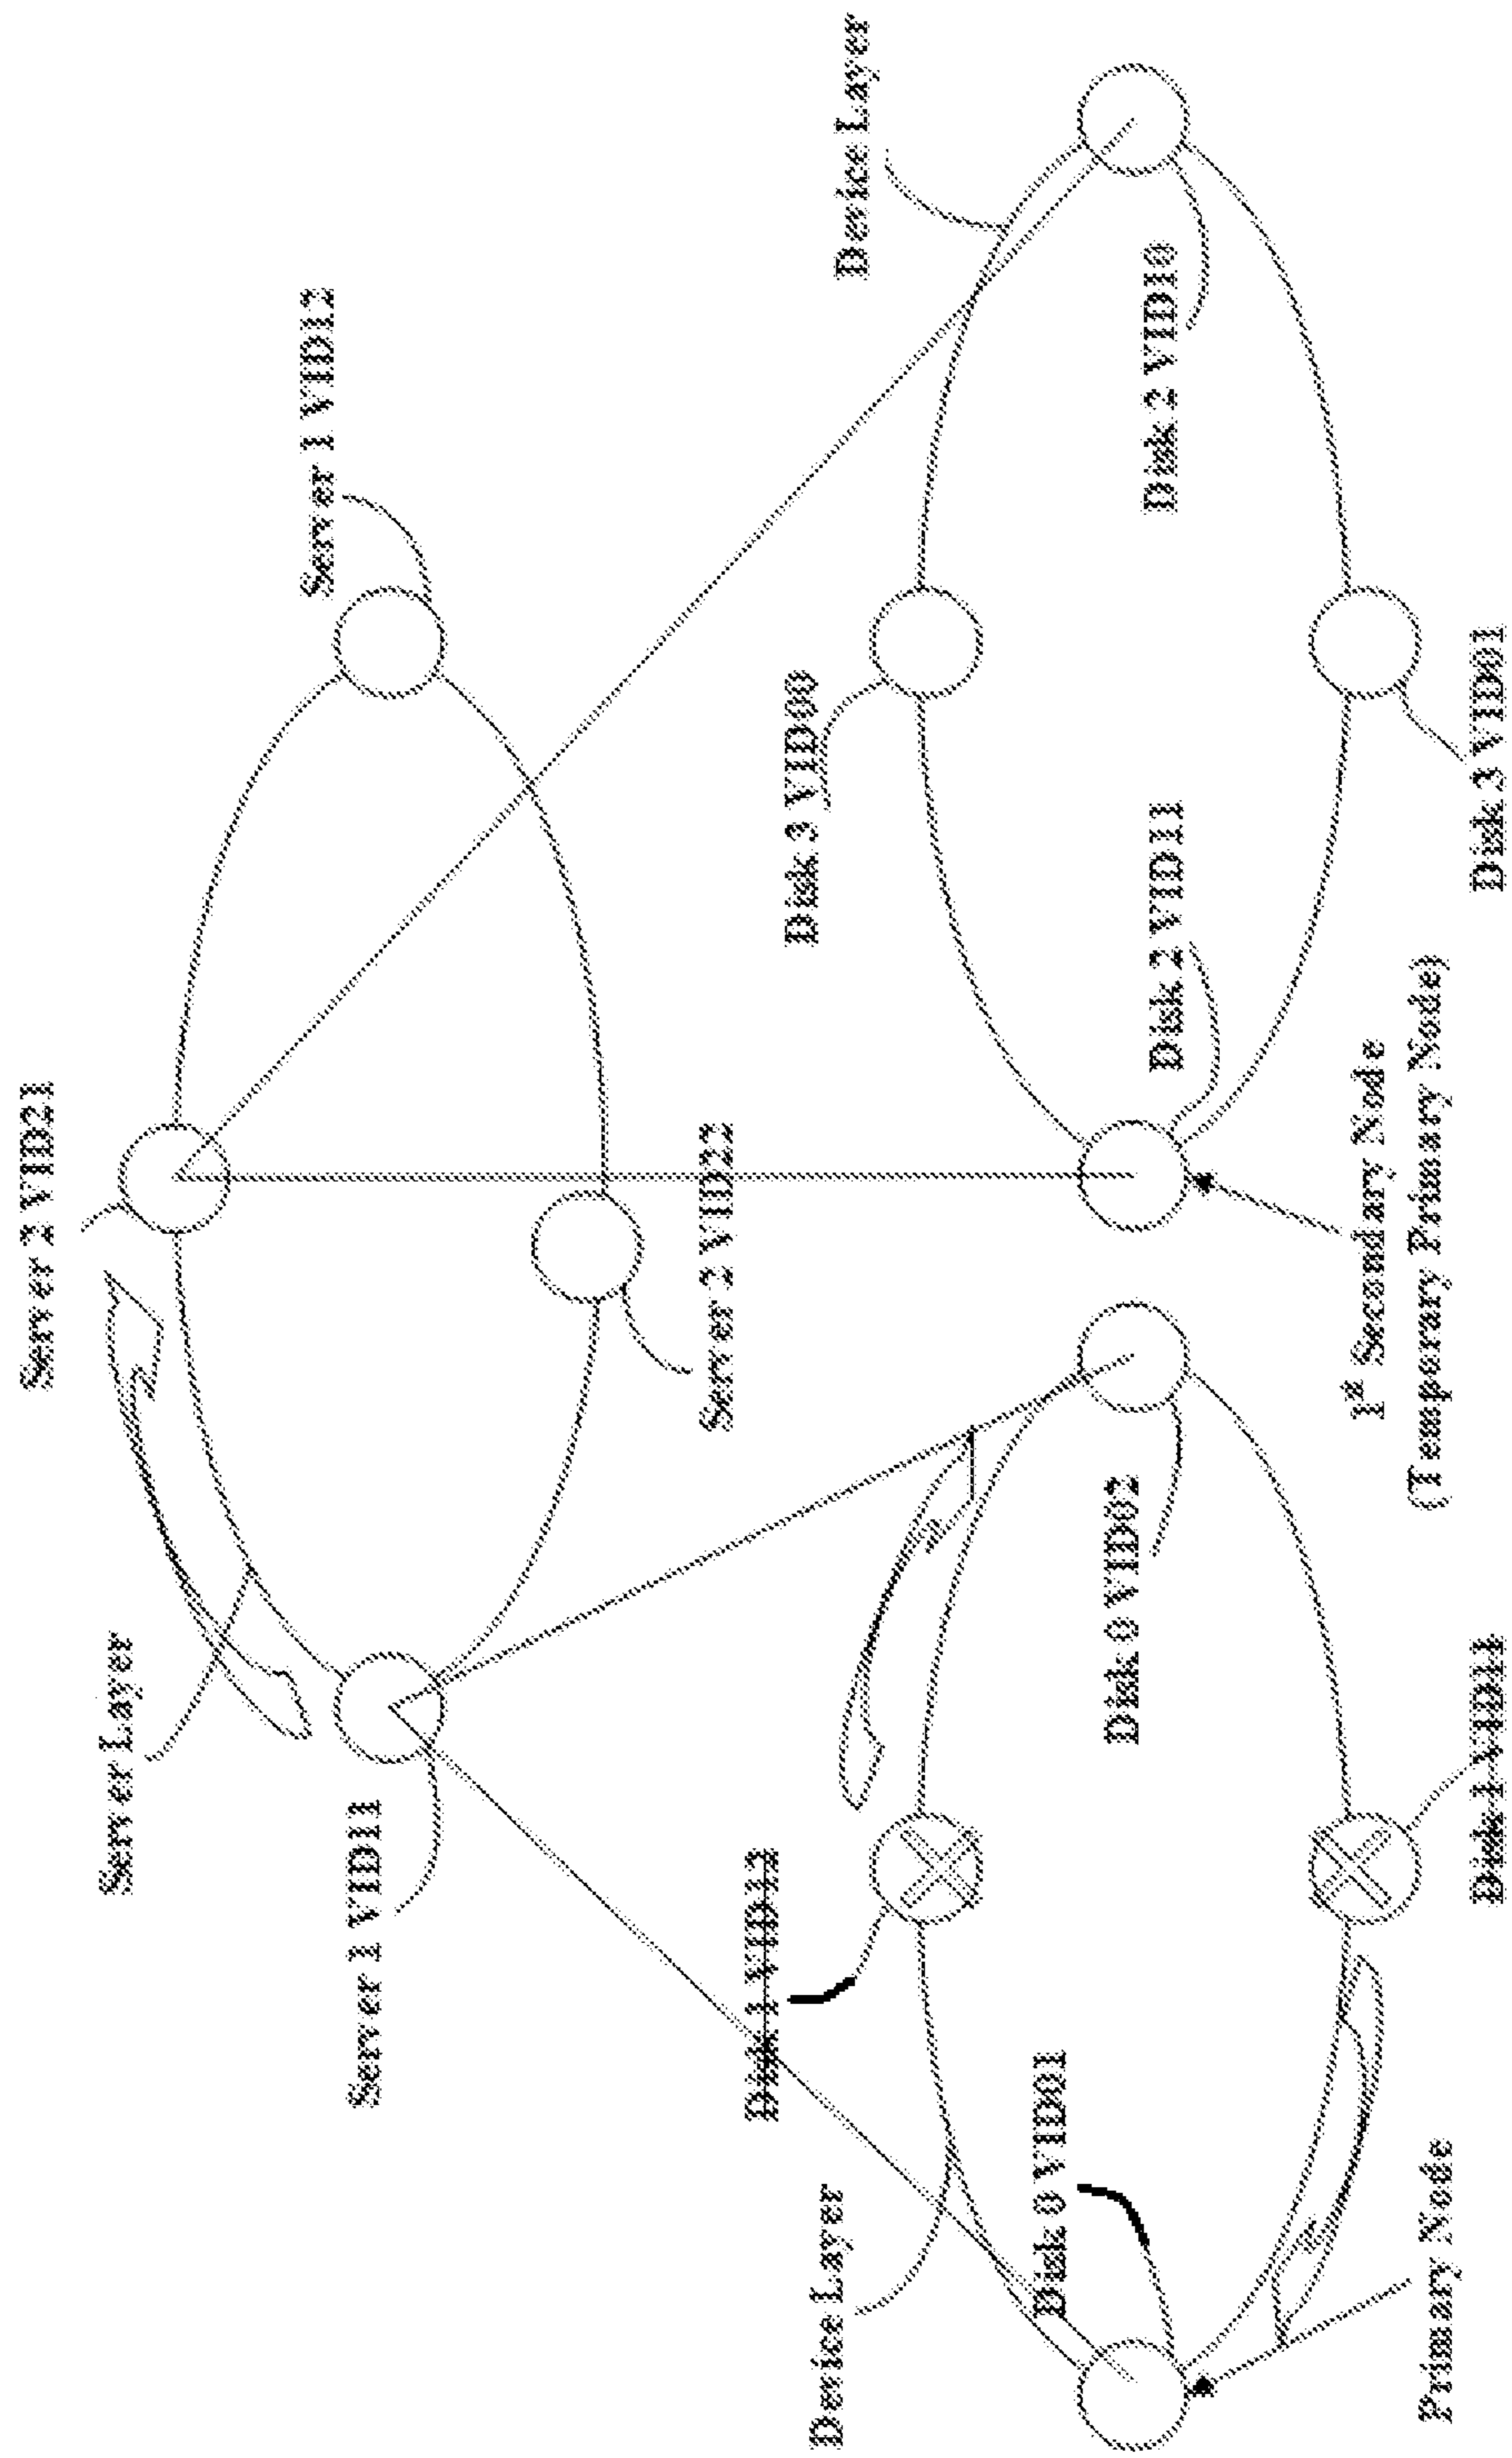 Server 2 VID21
Server Layer
Server 1 VID12
Server 1 VID11
Server 2 VID22
Disk 1 VID12
Disk 3 VID00
Device Layer
Device Layer
Disk 0 VID01
Disk 0 VID02
Disk 2 VID11
Disk 2 VID10
Primary Node
Disk 1 VID11
1st Secondary Node
(Temperary Primary Node)
Disk 3 VID01